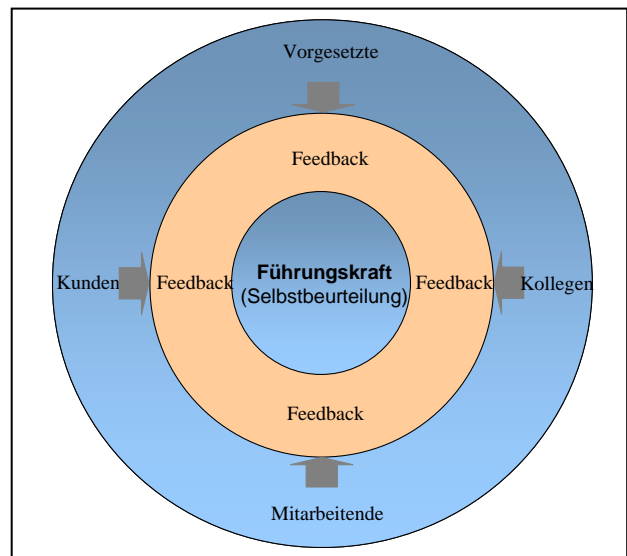 Vorgesetzte
Feedback
Führungskraft
(Selbstbeurteilung)
Kunden
Feedback
Feedback
Kollegen
Feedback
Mitarbeitende